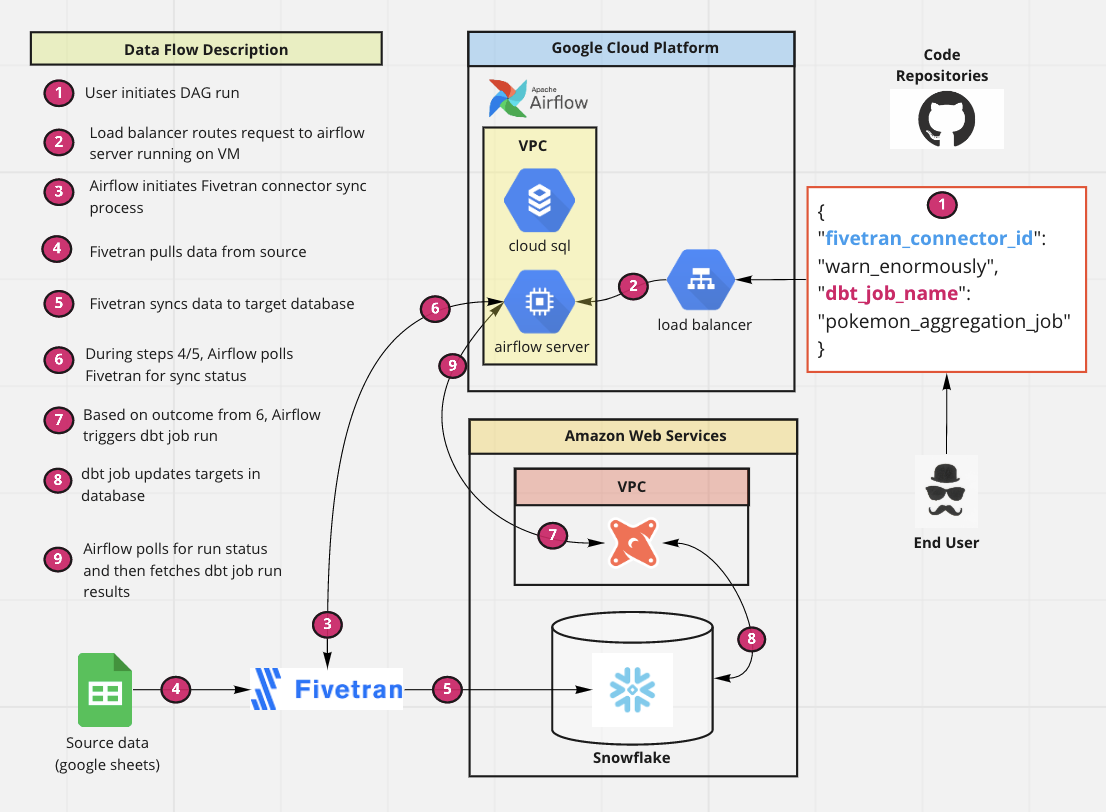 Data Flow Description
1 User initiates DAG run
2 Load balancer routes request to airflow
server running on VM
3 Airflow initiates Fivetran connector sync
process
4 Fivetran pulls data from source
5 Fivetran syncs data to target database
6 During steps 4/5, Airflow polls
Fivetran for sync status
7 Based on outcome from 6, Airflow
triggers dbt job run
8 dbt job updates targets in
database
9 Airflow polls for run status
and then fetches dbt job run
results
Google Cloud Platform
Apache
Airflow
VPC
cloud sql
airflow server
load balancer
2
6
9
Code
Repositories
1
{
"fivetran_connector_id":
"warn_enormously",
"dbt_job_name":
"pokemon_aggregation_job"
}
End User
Amazon Web Services
VPC
7
8
Snowflake
3
4
Fivetran
5
Source data
(google sheets)